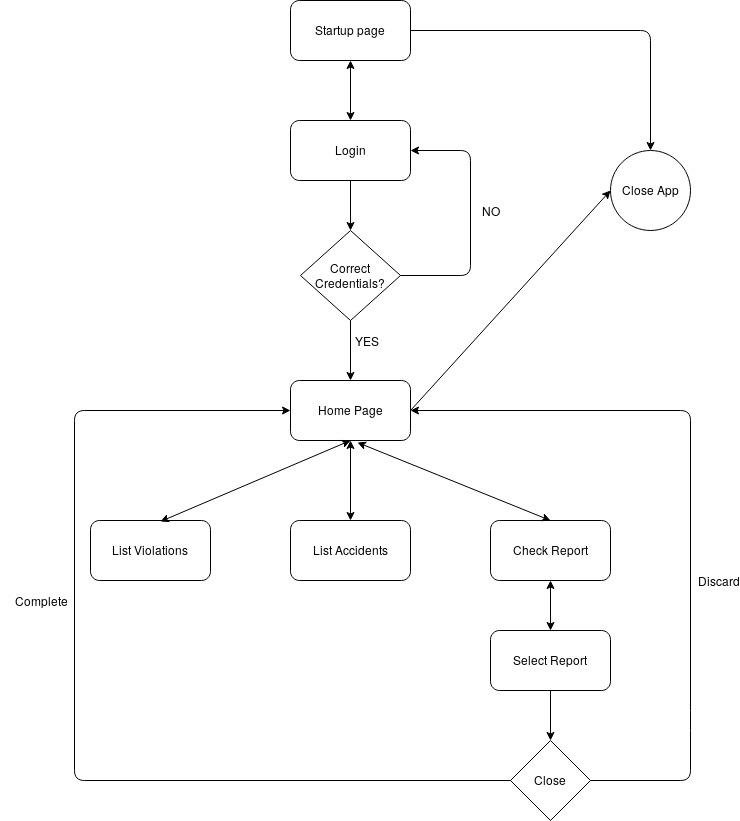 Startup page
Login
Close App
NO
Correct
Credentials?
YES
Home Page
List Violations
List Accidents
Check Report
Discard
Complete
Select Report
Close